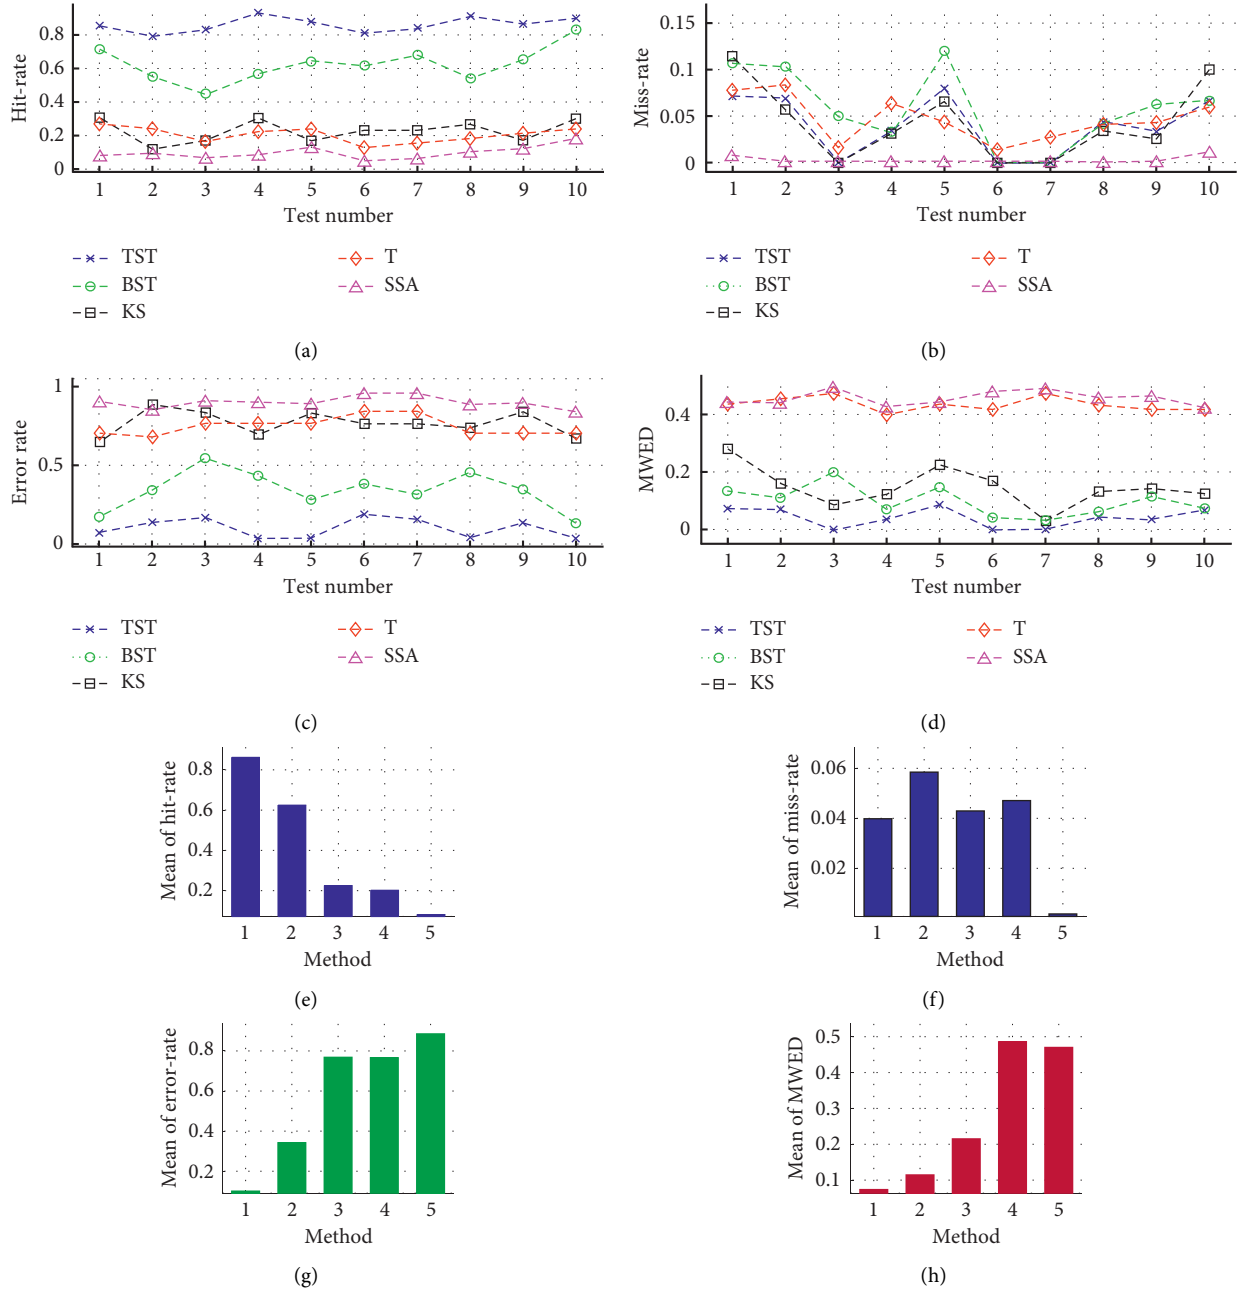 Hit-rate
0.8
0.6
0.4
0.2
0
1 2 3 4 5 6 7 8 9 10
Test number
TST
BST
KS
T
SSA
(a)
Miss-rate
0.15
0.1
0.05
0
1 2 3 4 5 6 7 8 9 10
Test number
TST
BST
KS
T
SSA
(b)
Error rate
1
0.5
0
1 2 3 4 5 6 7 8 9 10
Test number
TST
BST
KS
T
SSA
(c)
MWED
0.4
0.2
0
1 2 3 4 5 6 7 8 9 10
Test number
TST
BST
KS
T
SSA
(d)
Mean of hit-rate
0.8
0.6
0.4
0.2
1 2 3 4 5
Method
(e)
Mean of miss-rate
0.06
0.04
0.02
1 2 3 4 5
Method
(f)
Mean of error-rate
0.8
0.6
0.4
0.2
1 2 3 4 5
Method
(g)
Mean of MWED
0.5
0.4
0.3
0.2
0.1
1 2 3 4 5
Method
(h)